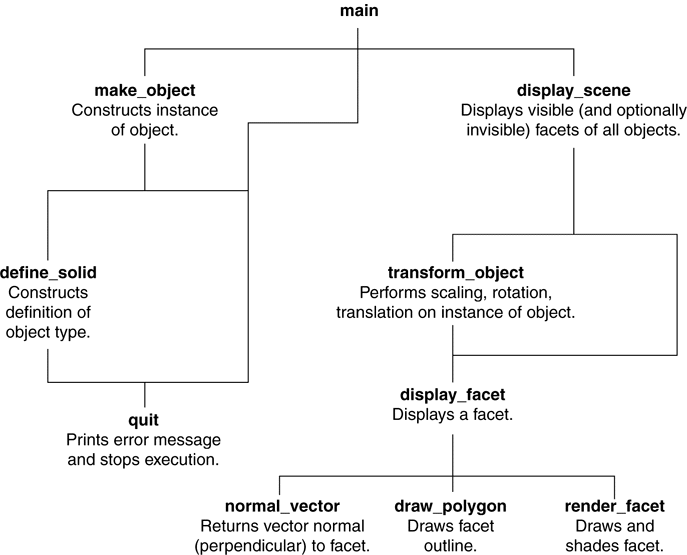 main
make_object
Constructs instance
of object.
display_scene
Displays visible (and optionally
invisible) facets of all objects.
define_solid
Constructs
definition of
object type.
transform_object
Performs scaling, rotation,
translation on instance of object.
display_facet
Displays a facet.
quit
Prints error message
and stops execution.
normal_vector
Returns vector normal
(perpendicular) to facet.
draw_polygon
Draws facet
outline.
render_facet
Draws and
shades facet.